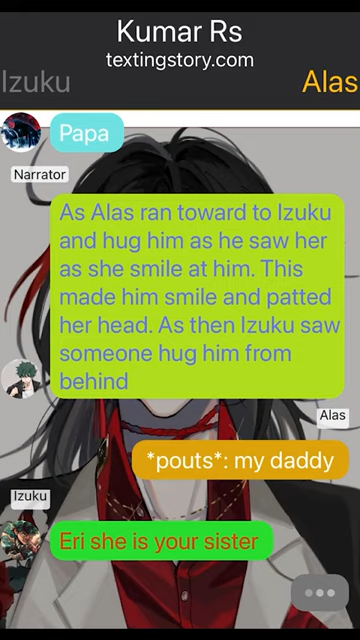 Kumar Rs
textingstory.com
Izuku
Alas
Papa
Narrator
As Alas ran toward to Izuku
and hug him as he saw her
as she smile at him. This
made him smile and patted
her head. As then Izuku saw
someone hug him from
behind
Alas
*pouts*: my daddy
Izuku
Eri she is your sister